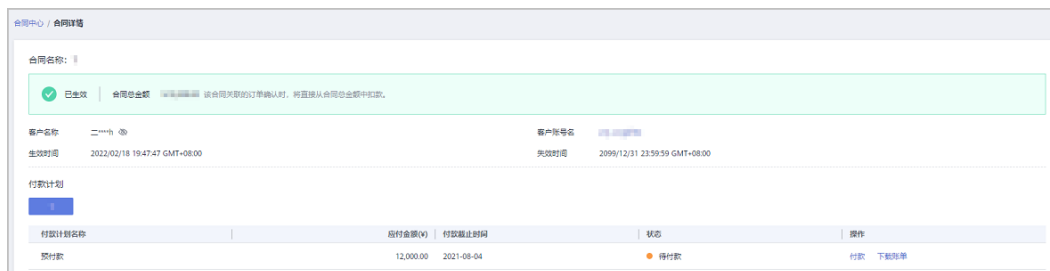 合同中心 / 合同详情
合同名称：
已生效 合同总金额 该合同关联的订单确认时，将直接从合同总金额中扣款。
客户名称 二****h 客户账号名
生效时间 2022/02/18 19:47:47 GMT+08:00 失效时间 2099/12/31 23:59:59 GMT+08:00
付款计划
付款计划名称 应付金额(¥) 付款截止时间 状态 操作
预付款 12,000.00 2021-08-04 待付款 付款 下载账单